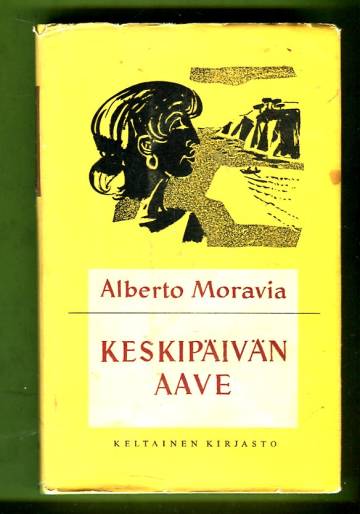 Alberto Moravia
KESKIPÄIVÄN
AAVE
KELTAINEN KIRJASTO